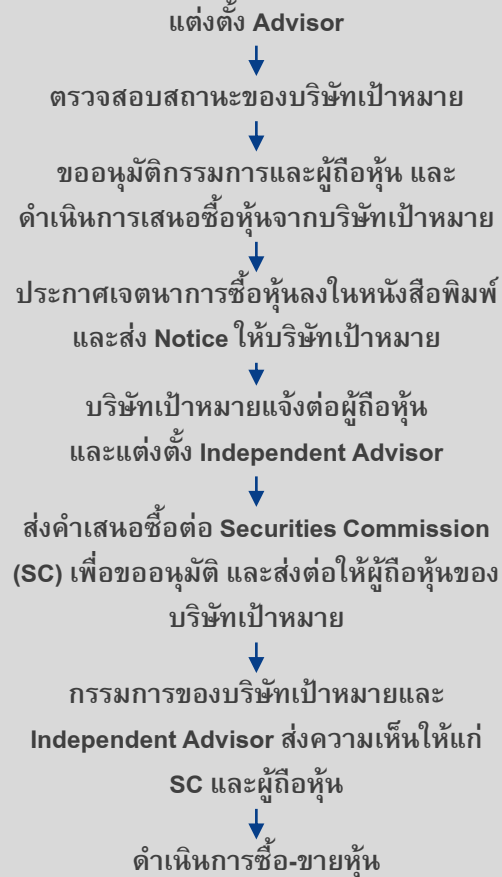 แต่งตั้ง Advisor
ตรวจสอบสถานะของบริษัทเป้าหมาย
ขออนุมัติกรรมการและผู้ถือหุ้น และ
ดำเนินการเสนอซื้อหุ้นจากบริษัทเป้าหมาย
ประกาศเจตนาการซื้อหุ้นลงในหนังสือพิมพ์
และส่ง Notice ให้บริษัทเป้าหมาย
บริษัทเป้าหมายแจ้งต่อผู้ถือหุ้น
และแต่งตั้ง Independent Advisor
ส่งคำเสนอซื้อต่อ Securities Commission
(SC) เพื่อขออนุมัติ และส่งต่อให้ผู้ถือหุ้นของ
บริษัทเป้าหมาย
กรรมการของบริษัทเป้าหมายและ
Independent Advisor ส่งความเห็นให้แก่
SC และผู้ถือหุ้น
ดำเนินการซื้อ-ขายหุ้น